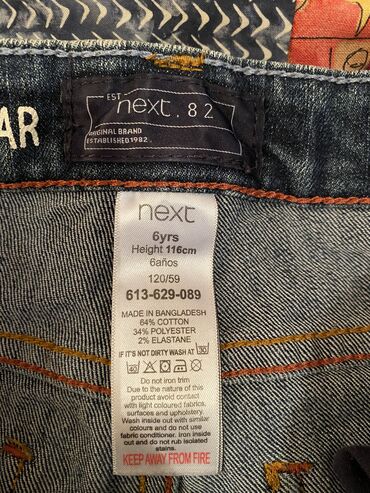 EST
next.82
ORIGINAL BRAND
ESTABLISHED 1982.
AR
next
6yrs
Height 116cm
6años
120/59
613-629-089
MADE IN BANGLADESH
64% COTTON
34% POLYESTER
2% ELASTANE
IF IT'S NOT DIRTY WASH AT 30
40
Do not iron trim
Due to the nature of this
product avoid contact
with light coloured fabrics,
surfaces and upholstery.
Wash inside out with similar
colours and do not use
fabric conditioner. Iron inside
out and do not rub isolated
stains.
KEEP AWAY FROM FIRE